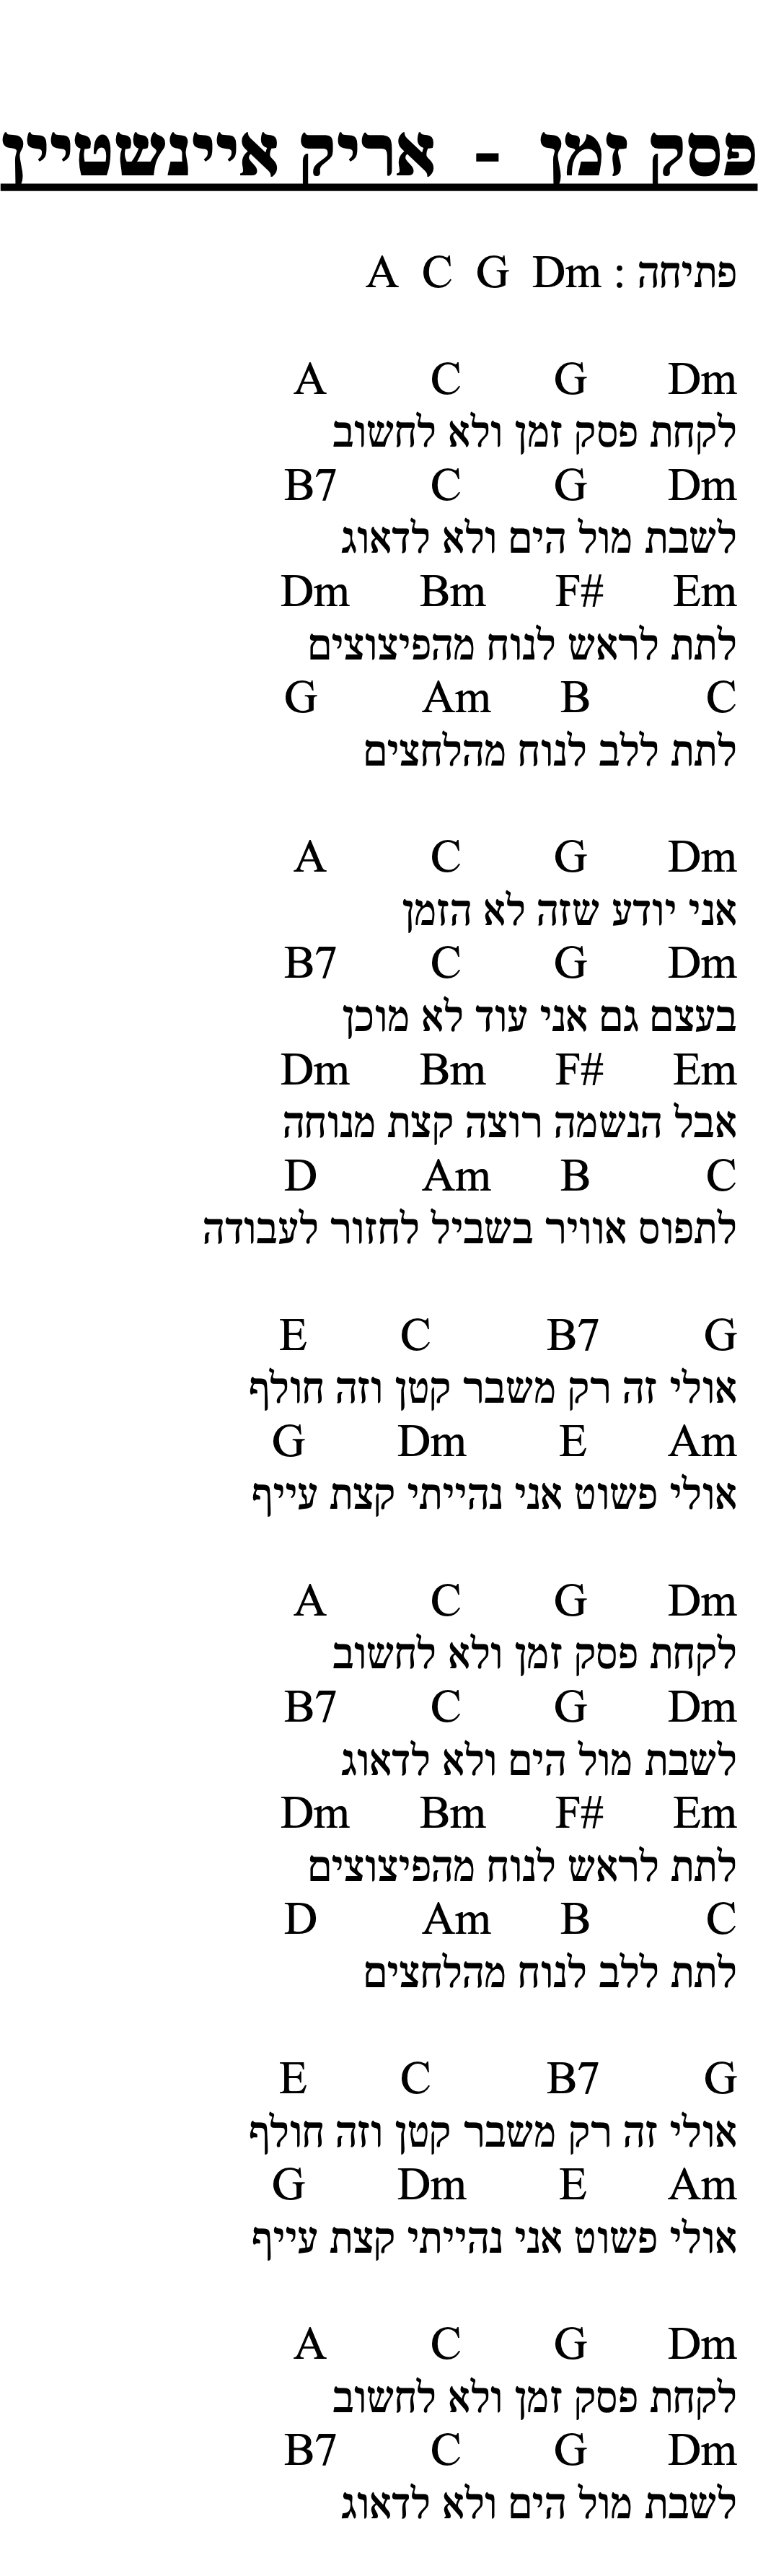 פסק זמן - אריק איינשטיין
פתיחה : Dm G C A
Dm G C A
לקחת פסק זמן ולא לחשוב
Dm G C B7
לשבת מול הים ולא לדאוג
Em F# Bm Dm
לתת לראש לנוח מהפיצוצים
C B Am G
לתת ללב לנוח מהלחצים
Dm G C A
אני יודע שזה לא הזמן
Dm G C B7
בעצם גם אני עוד לא מוכן
Em F# Bm Dm
אבל הנשמה רוצה קצת מנוחה
C B Am D
לתפוס אוויר בשביל לחזור לעבודה
G B7 C E
אולי זה רק משבר קטן וזה חולף
Am E Dm G
אולי פשוט אני נהייתי קצת עייף
Dm G C A
לקחת פסק זמן ולא לחשוב
Dm G C B7
לשבת מול הים ולא לדאוג
Em F# Bm Dm
לתת לראש לנוח מהפיצוצים
C B Am D
לתת ללב לנוח מהלחצים
G B7 C E
אולי זה רק משבר קטן וזה חולף
Am E Dm G
אולי פשוט אני נהייתי קצת עייף
Dm G C A
לקחת פסק זמן ולא לחשוב
Dm G C B7
לשבת מול הים ולא לדאוג